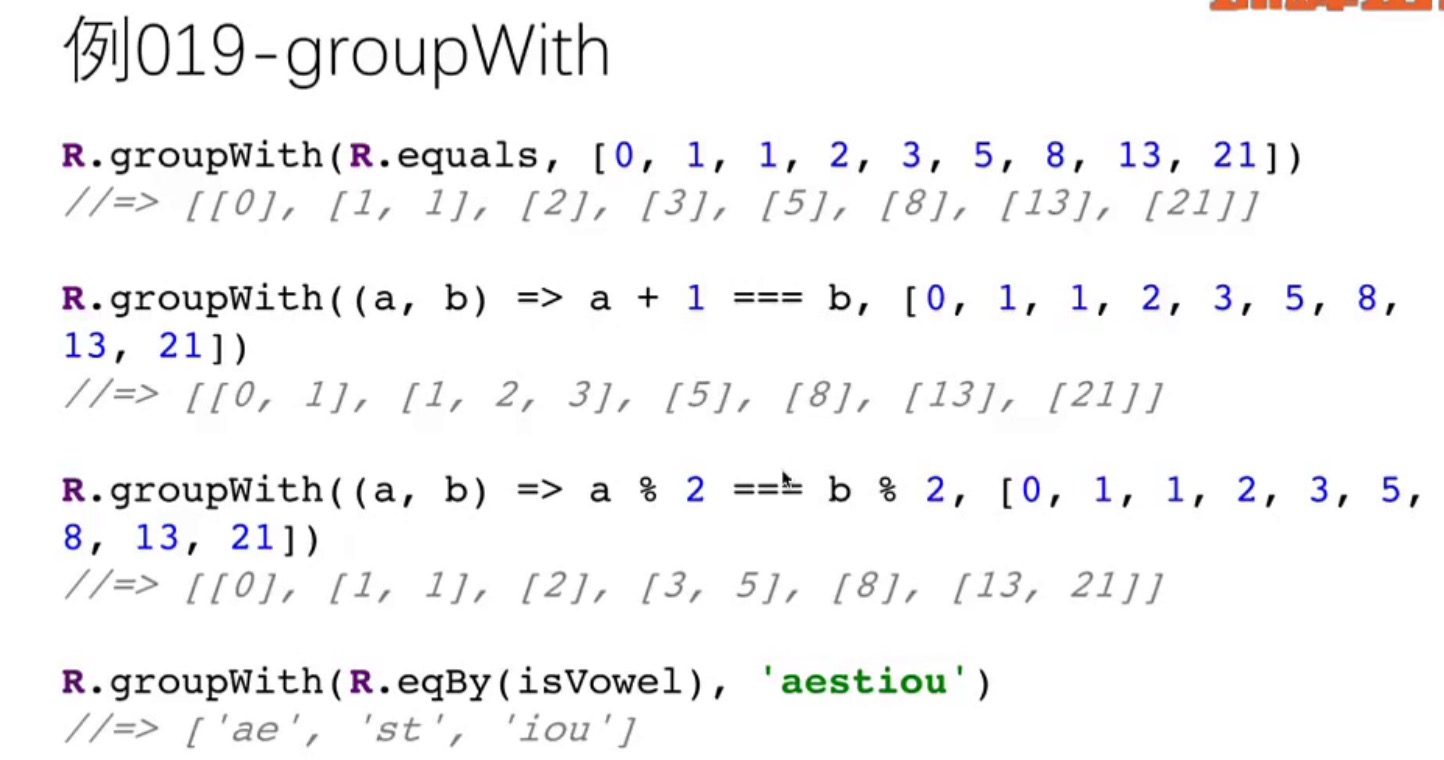 例019-groupWith
R.groupWith(R.equals, [0, 1, 1, 2, 3, 5, 8, 13, 21])
//=> [[0], [1, 1], [2], [3], [5], [8], [13], [21]]
R.groupWith((a, b) => a + 1 === b, [0, 1, 1, 2, 3, 5, 8,
13, 21])
//=> [[0, 1], [1, 2, 3], [5], [8], [13], [21]]
R.groupWith((a, b) => a % 2 === b % 2, [0, 1, 1, 2, 3, 5,
8, 13, 21])
//=> [[0], [1, 1], [2], [3, 5], [8], [13, 21]]
R.groupWith(R.eqBy(isVowel), 'aestiou')
//=> ['ae', 'st', 'iou']